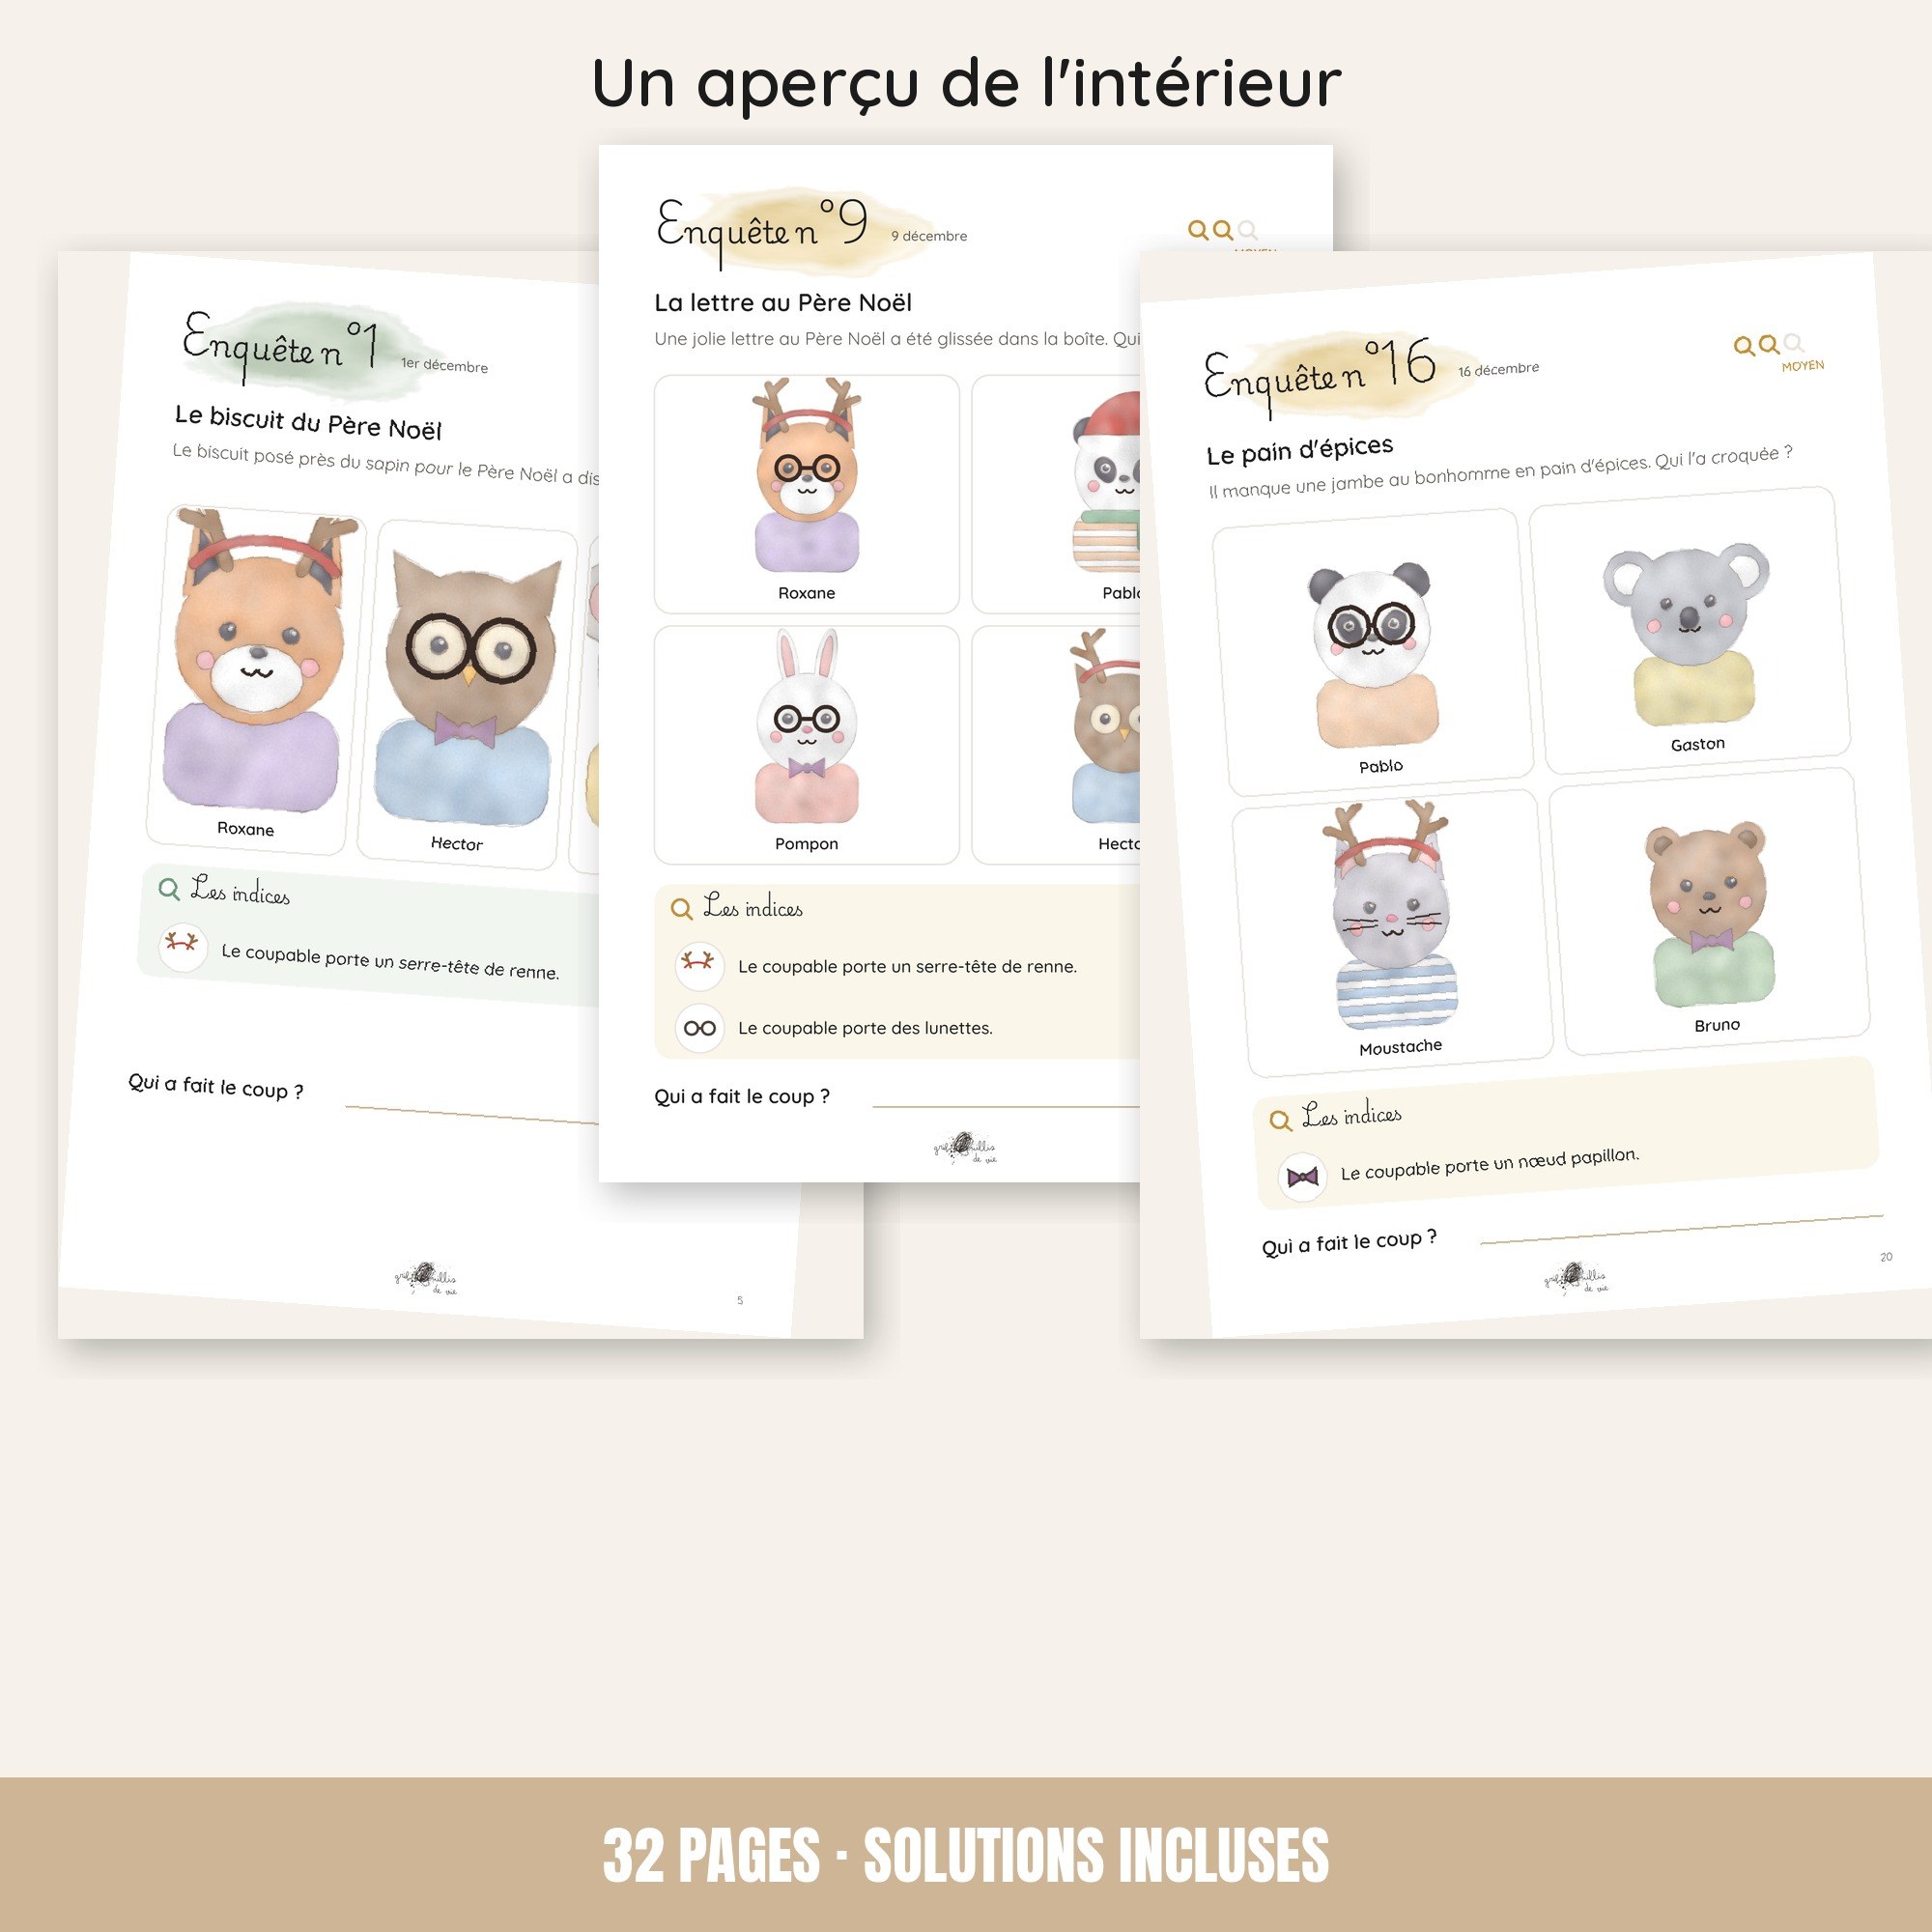 Un aperçu de l'intérieur
Enquête n°1
1er décembre
Le biscuit du Père Noël
Le biscuit posé près du sapin pour le Père Noël a
Roxane
Hector
Les indices
Le coupable porte un serre-tête de renne.
Qui a fait le coup ?
de vie
5
Enquête n°9
9 décembre
La lettre au Père Noël
Une jolie lettre au Père Noël a été glissée dans la boîte. Qui
Roxane
Pompon
Les indices
Le coupable porte un serre-tête de renne.
Le coupable porte des lunettes.
Qui a fait le coup ?
de vie
Enquête n°16
16 décembre
MOYEN
Le pain d'épices
Il manque une jambe au bonhomme en pain d'épices. Qui l'a croquée ?
Pablo
Gaston
Moustache
Bruno
Les indices
Le coupable porte un nœud papillon.
Qui a fait le coup ?
de vie
20
32 PAGES · SOLUTIONS INCLUSES